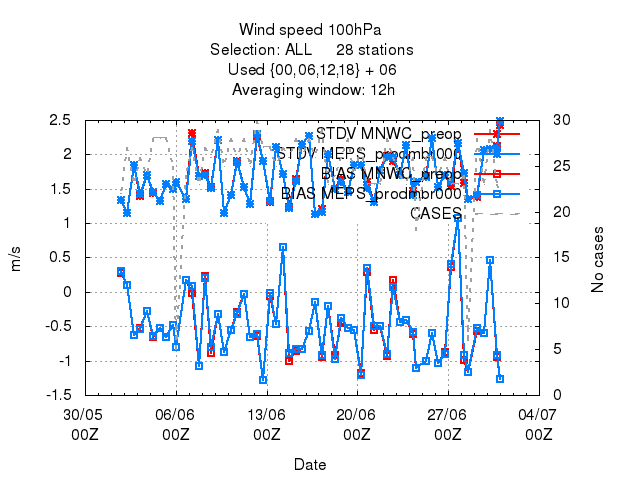 Wind speed 100hPa
Selection: ALL 28 stations
Used {00,06,12,18} + 06
Averaging window: 12h
STDV MNWC_preop
STDV MEPS_prodmbr000
BIAS MNWC_preop
BIAS MEPS_prodmbr000
CASES
2.5
2
1.5
1
0.5
0
-0.5
-1
-1.5
m/s
30
25
20
15
10
5
0
No cases
30/05 06/06 13/06 20/06 27/06 04/07
00Z 00Z 00Z 00Z 00Z 00Z
Date